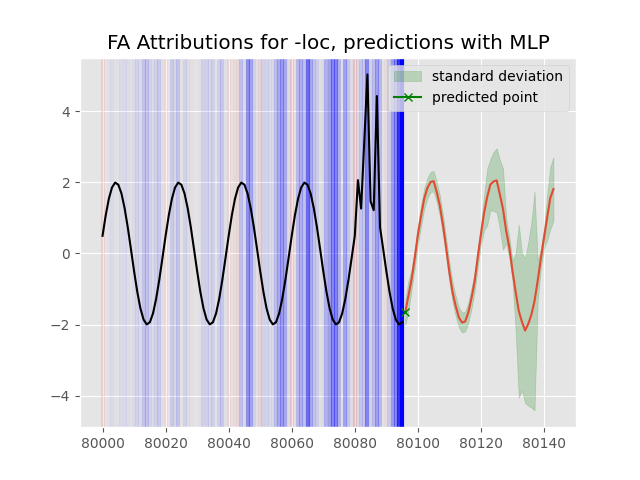 FA Attributions for -loc, predictions with MLP
standard deviation
predicted point
4
2
0
−2
−4
80000 80020 80040 80060 80080 80100 80120 80140